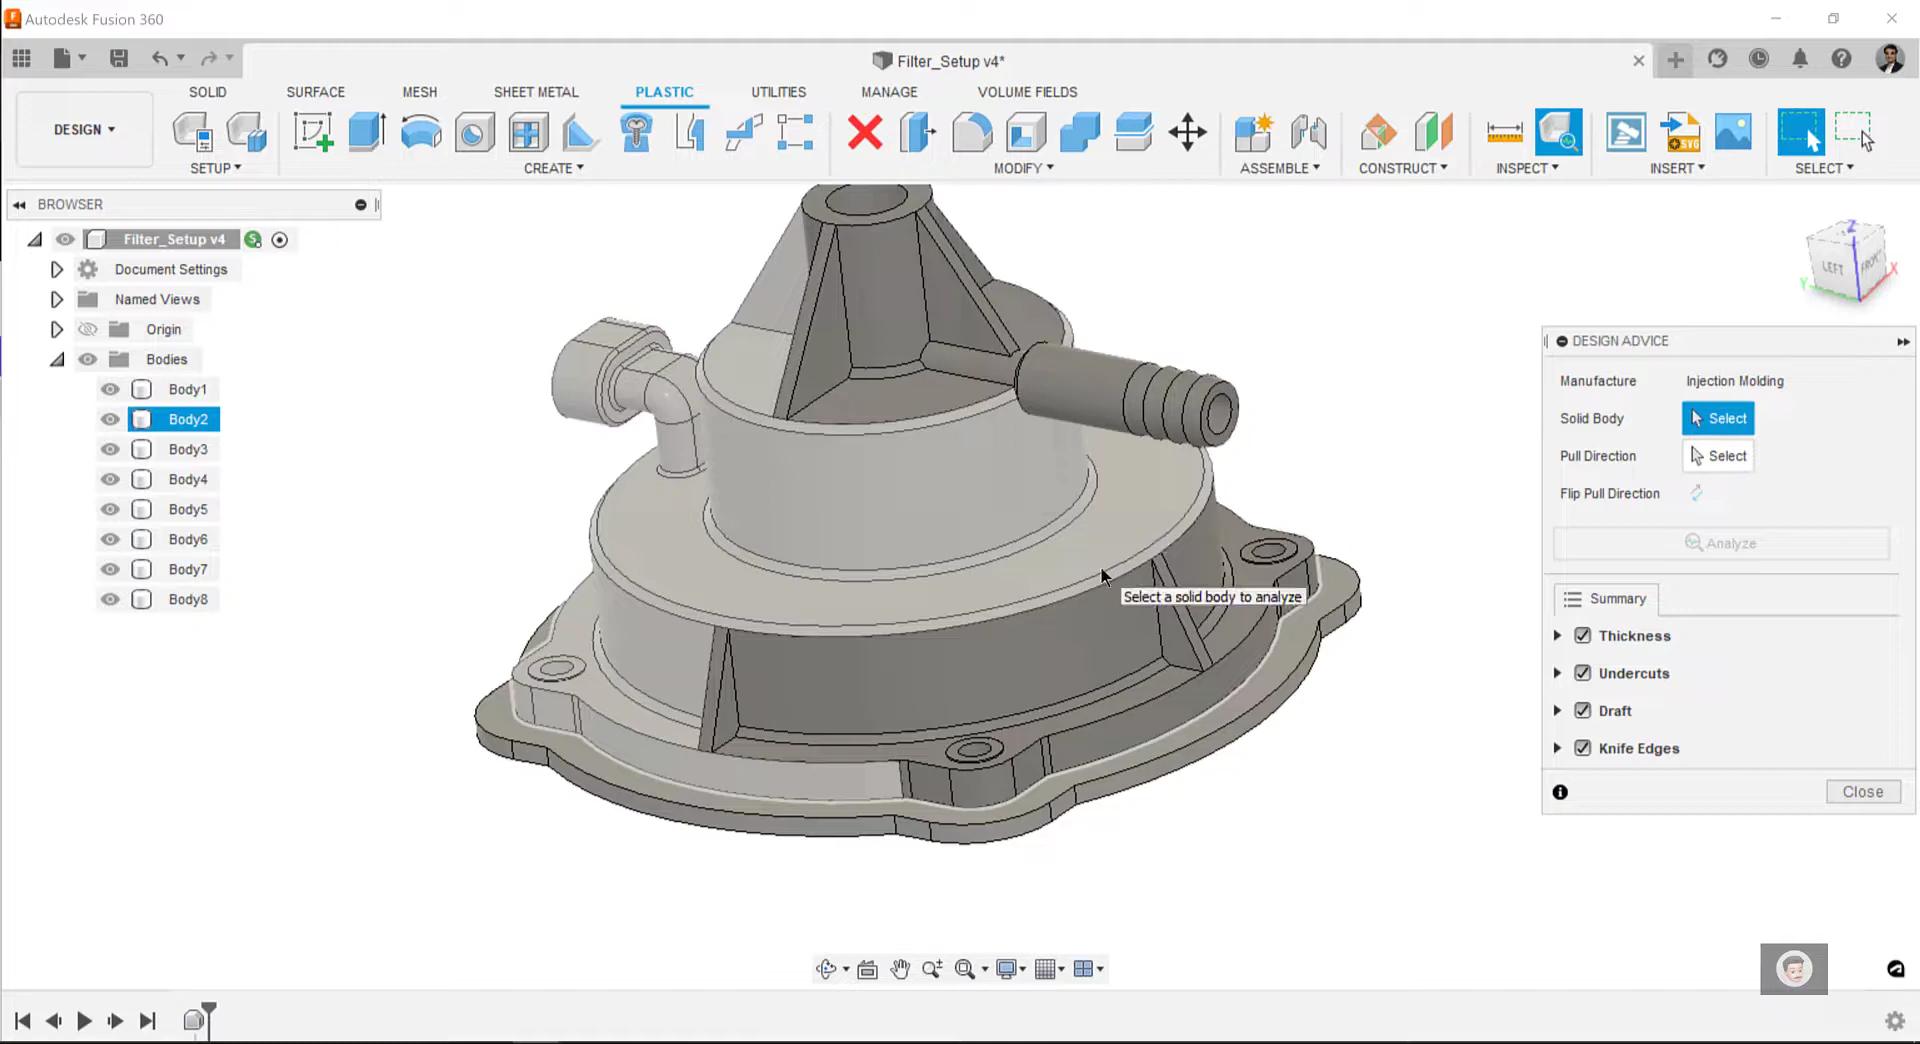 Autodesk Fusion 360
Filter_Setup v4*
SOLID SURFACE MESH SHEET METAL PLASTIC UTILITIES MANAGE VOLUME FIELDS
DESIGN
SVG
SETUP CREATE MODIFY ASSEMBLE CONSTRUCT INSPECT INSERT SELECT
BROWSER
Filter_Setup v4
Document Settings
Named Views
Origin
Bodies
Body1
Body2
Body3
Body4
Body5
Body6
Body7
Body8
Z
LEFT FRONT
X
Y
Select a solid body to analyze
DESIGN ADVICE
Manufacture Injection Molding
Solid Body Select
Pull Direction Select
Flip Pull Direction
Analyze
Summary
Thickness
Undercuts
Draft
Knife Edges
Close